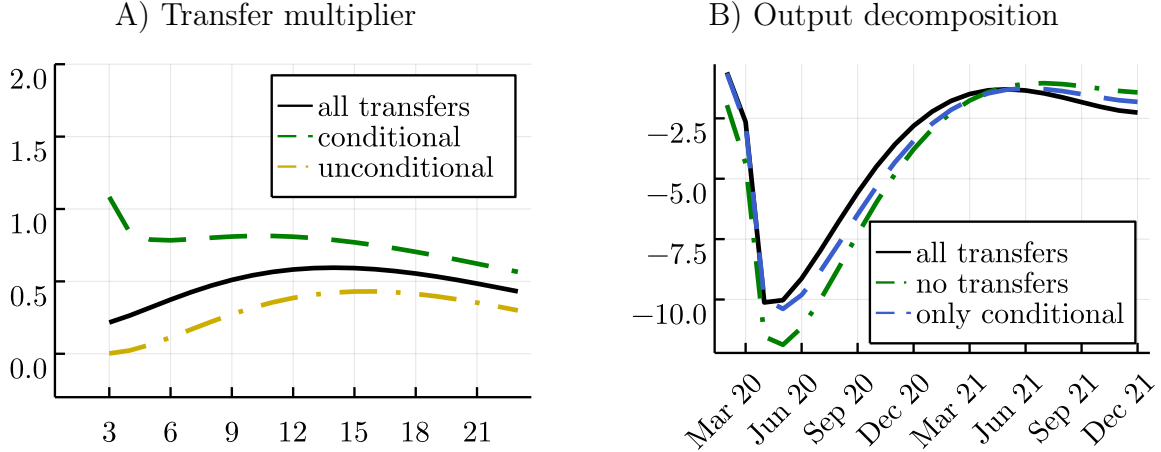 A) Transfer multiplier
2.0
1.5
1.0
0.5
0.0
all transfers
conditional
unconditional
3 6 9 12 15 18 21
B) Output decomposition
−2.5
−5.0
−7.5
−10.0
all transfers
no transfers
only conditional
Mar 20
Jun 20
Sep 20
Dec 20
Mar 21
Jun 21
Sep 21
Dec 21